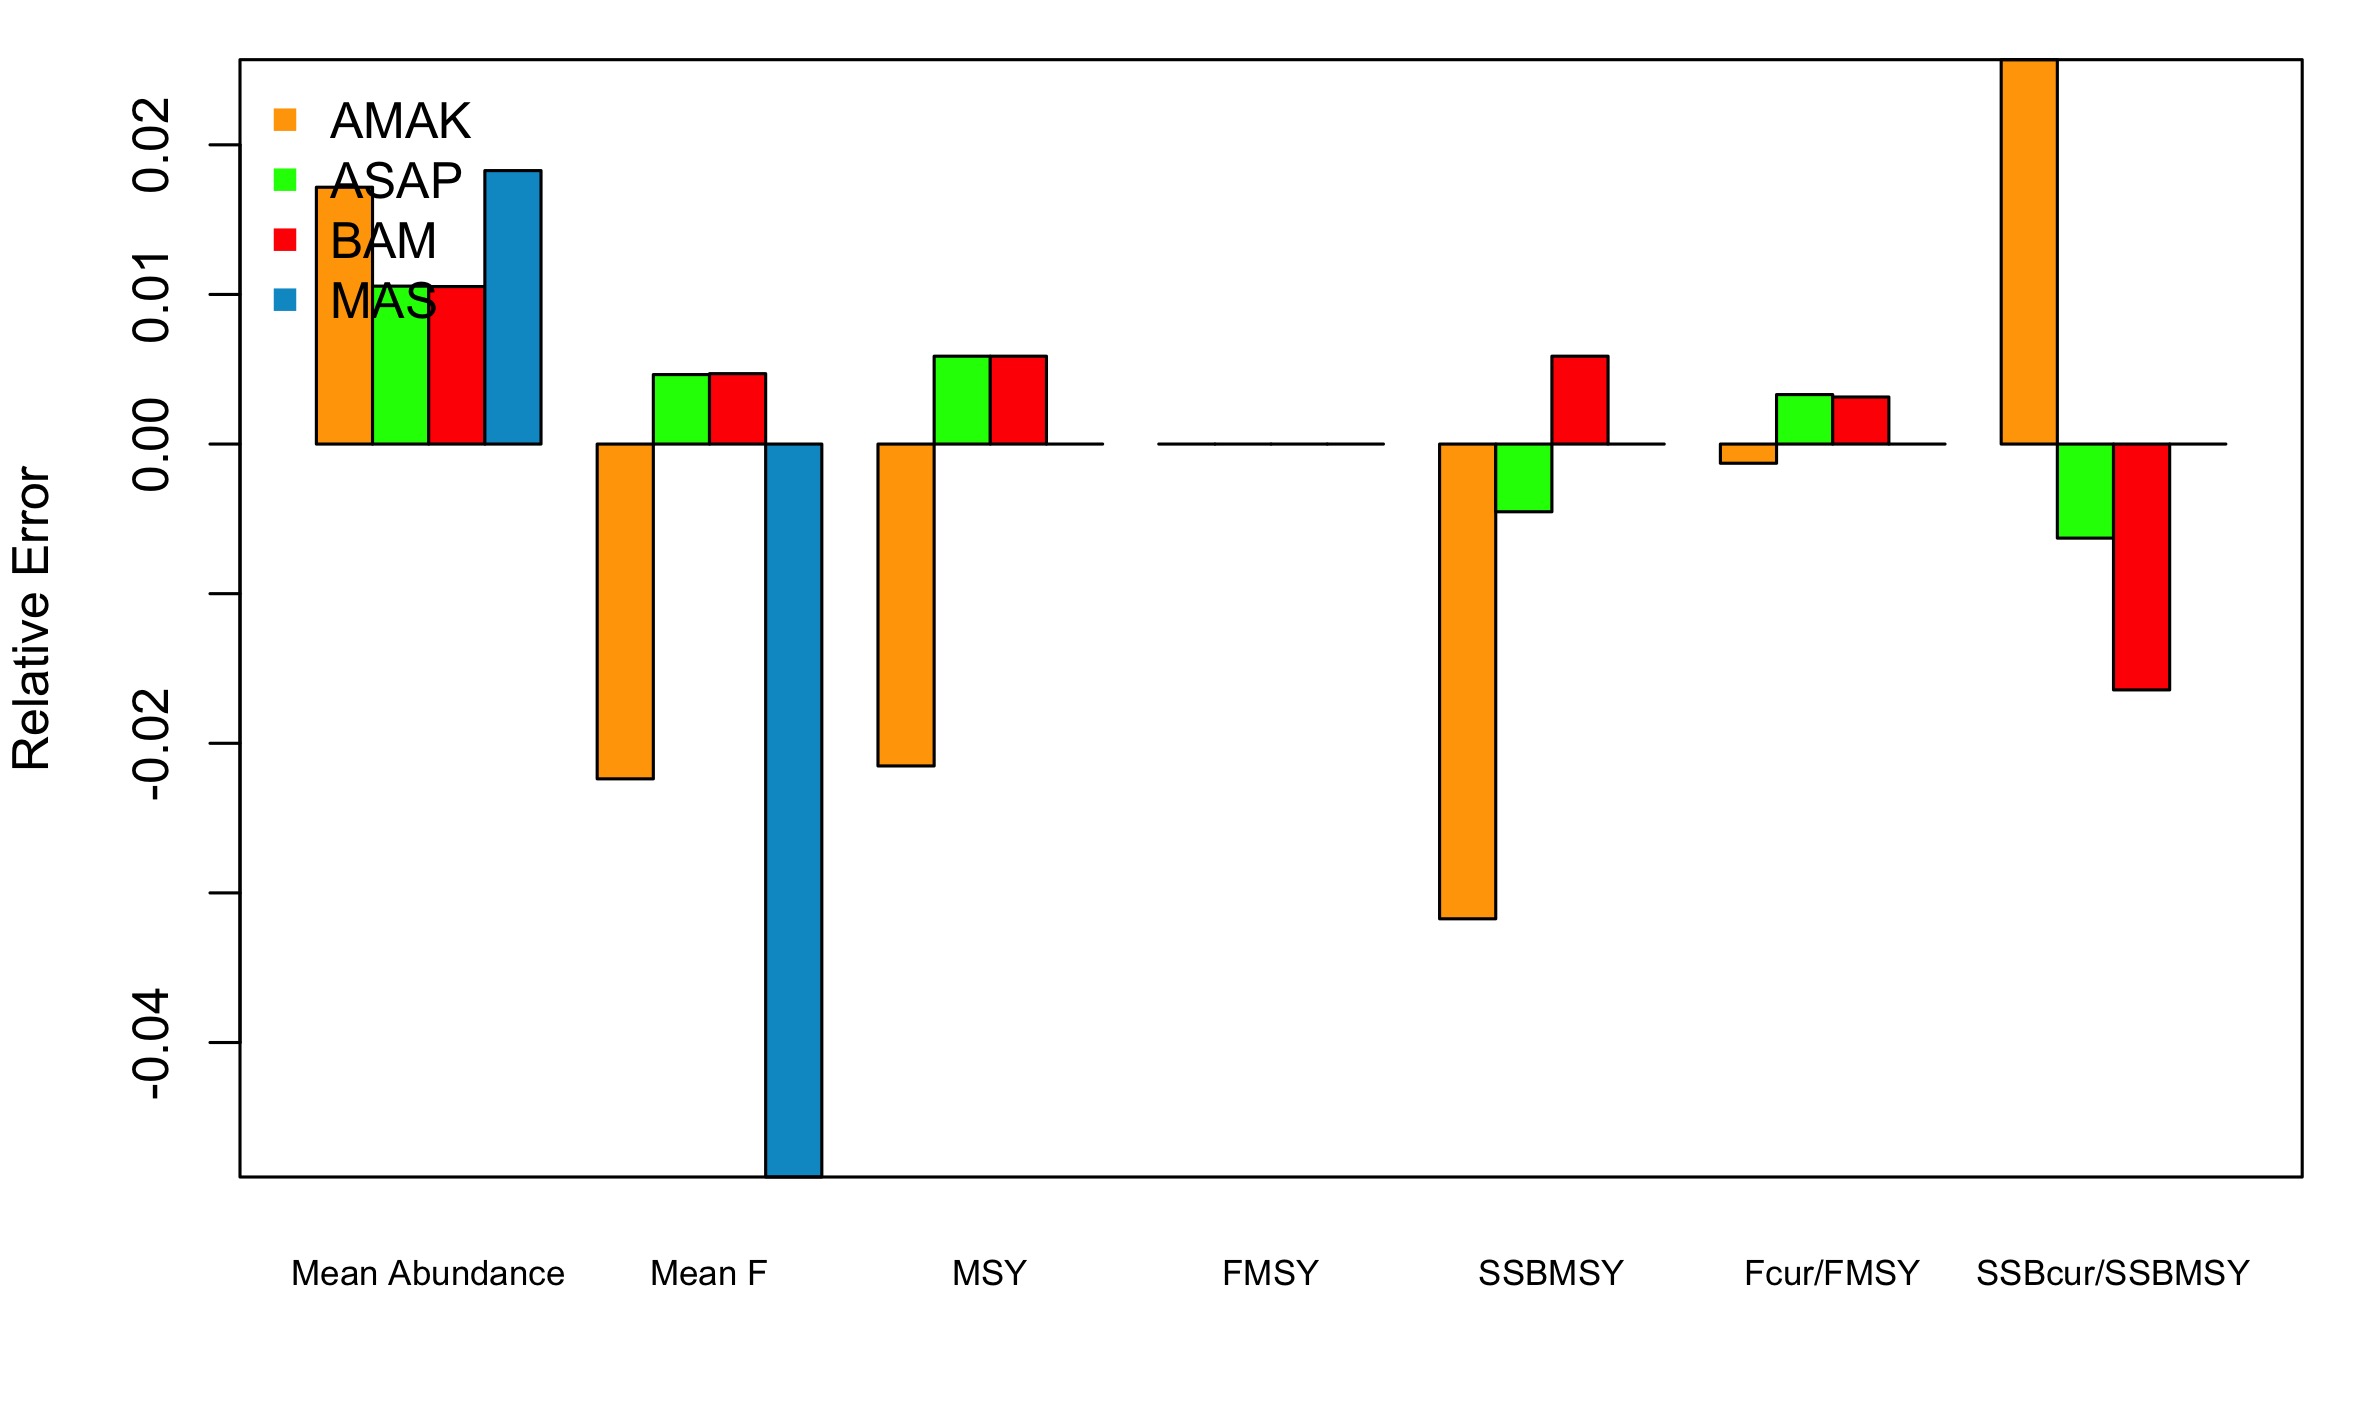 Relative Error
0.02
0.01
0.00
-0.02
-0.04
AMAK
ASAP
BAM
MAS
Mean Abundance
Mean F
MSY
FMSY
SSBMSY
Fcur/FMSY
SSBcur/SSBMSY